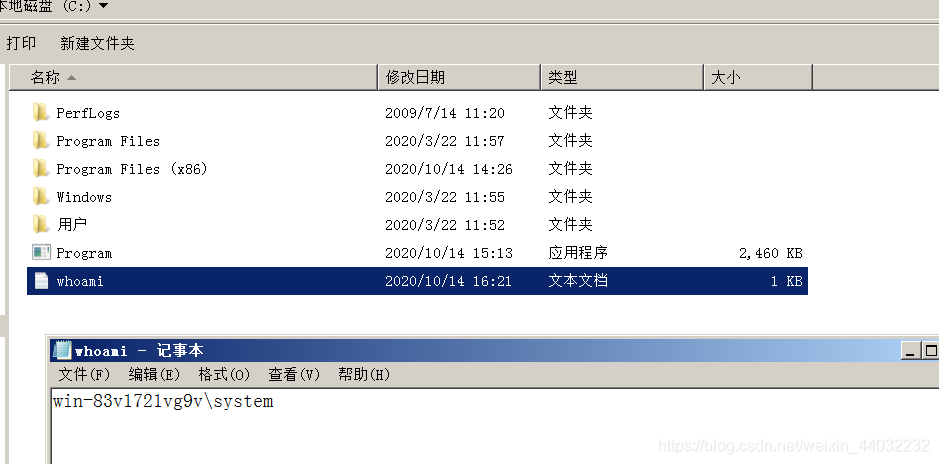 本地磁盘 (C:)
打印 新建文件夹
名称 修改日期 类型 大小
PerfLogs 2009/7/14 11:20 文件夹
Program Files 2020/3/22 11:57 文件夹
Program Files (x86) 2020/10/14 14:26 文件夹
Windows 2020/3/22 11:55 文件夹
用户 2020/3/22 11:52 文件夹
Program 2020/10/14 15:13 应用程序 2,460 KB
whoami 2020/10/14 16:21 文本文档 1 KB
whoami - 记事本
文件(F) 编辑(E) 格式(O) 查看(V) 帮助(H)
win-83v172lvg9v\system
https://blog.csdn.net/weixin_44032232